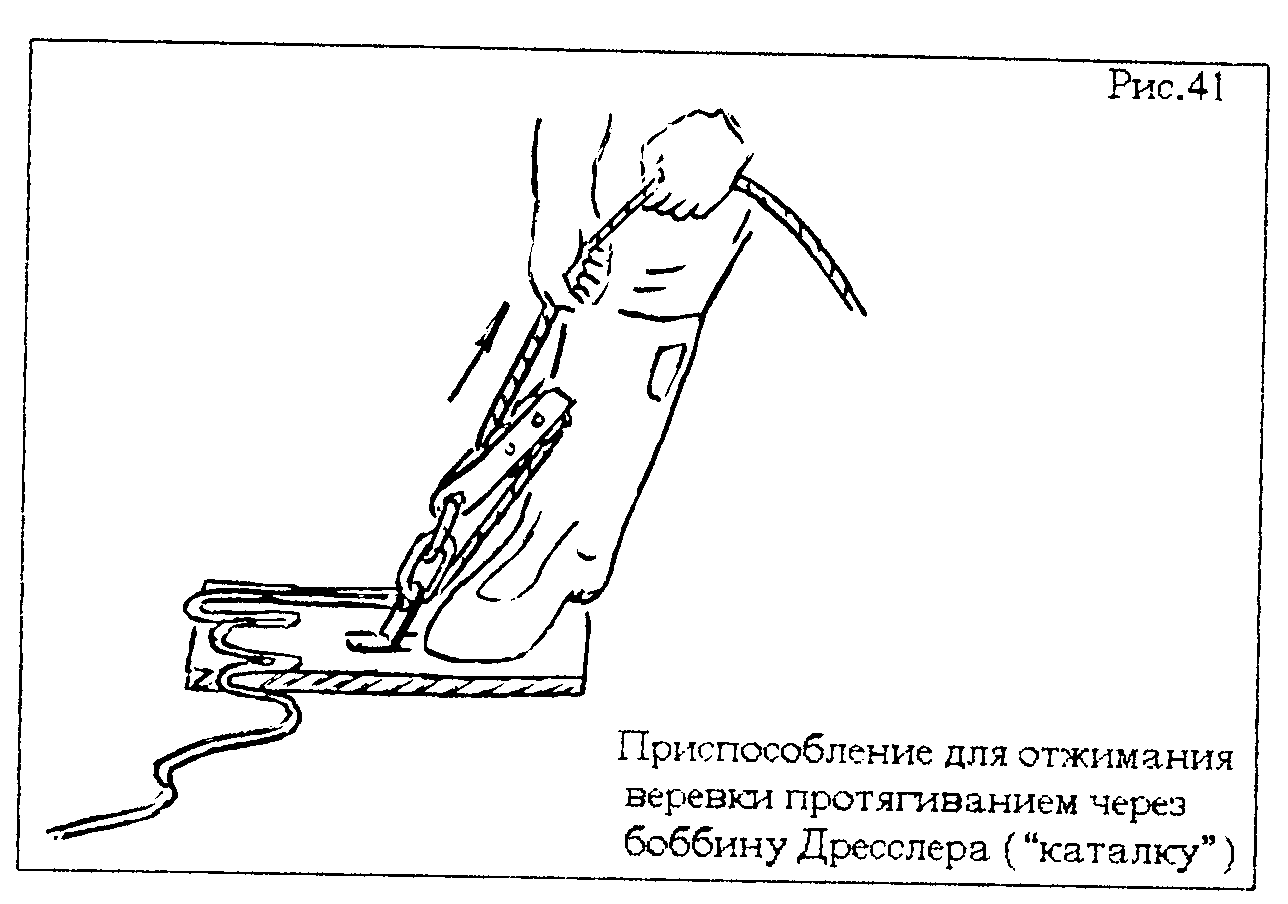 Рис.41
Приспособление для отжимания
веревки протягиванием через
боббину Дресслера ("каталку")